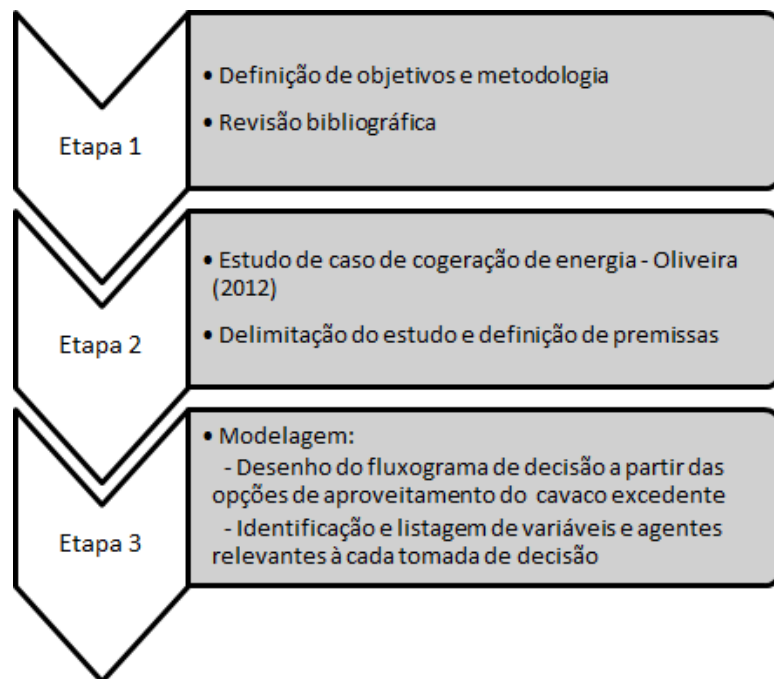 Etapa 1
• Definição de objetivos e metodologia
• Revisão bibliográfica
Etapa 2
• Estudo de caso de cogeração de energia - Oliveira
(2012)
• Delimitação do estudo e definição de premissas
Etapa 3
• Modelagem:
- Desenho do fluxograma de decisão a partir das
opções de aproveitamento do cavaco excedente
- Identificação e listagem de variáveis e agentes
relevantes à cada tomada de decisão